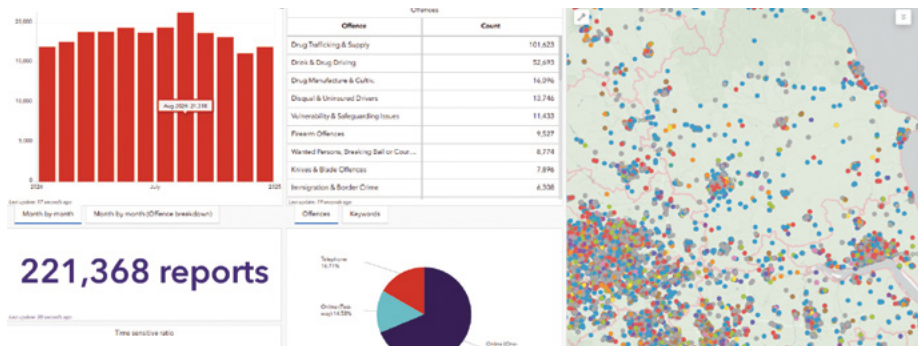 20,000
15,000
10,000
5,000
0
Aug 2024: 21,318
2024
July
2025
Last update: 17 seconds ago
Month by month
Month by month (Offence breakdown)
Offences
Offence Count
Drug Trafficking & Supply 101,623
Drink & Drug Driving 52,693
Drug Manufacture & Cultiv. 16,096
Disqual & Uninsured Drivers 13,746
Vulnerability & Safeguarding Issues 11,433
Firearm Offences 9,527
Wanted Persons, Breaking Bail or Cour... 8,774
Knives & Blade Offences 7,896
Immigration & Border Crime 6,308
Last update: 19 seconds ago
Offences
Keywords
221,368 reports
Last update: 20 seconds ago
Time sensitive ratio
Telephone
16.71%
Online (Two-
way) 14.53%
Online (One-